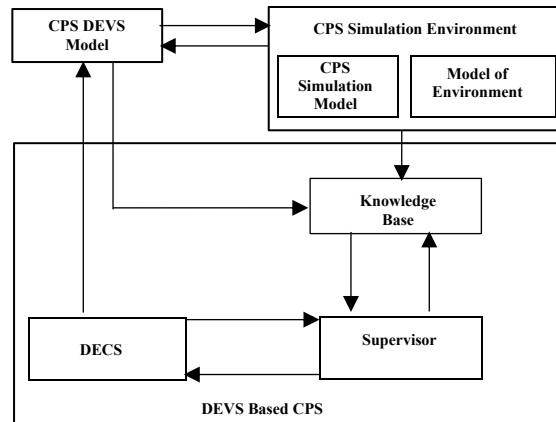 CPS DEVS
Model
CPS Simulation Environment
CPS
Simulation
Model
Model of
Environment
Knowledge
Base
DECS
Supervisor
DEVS Based CPS